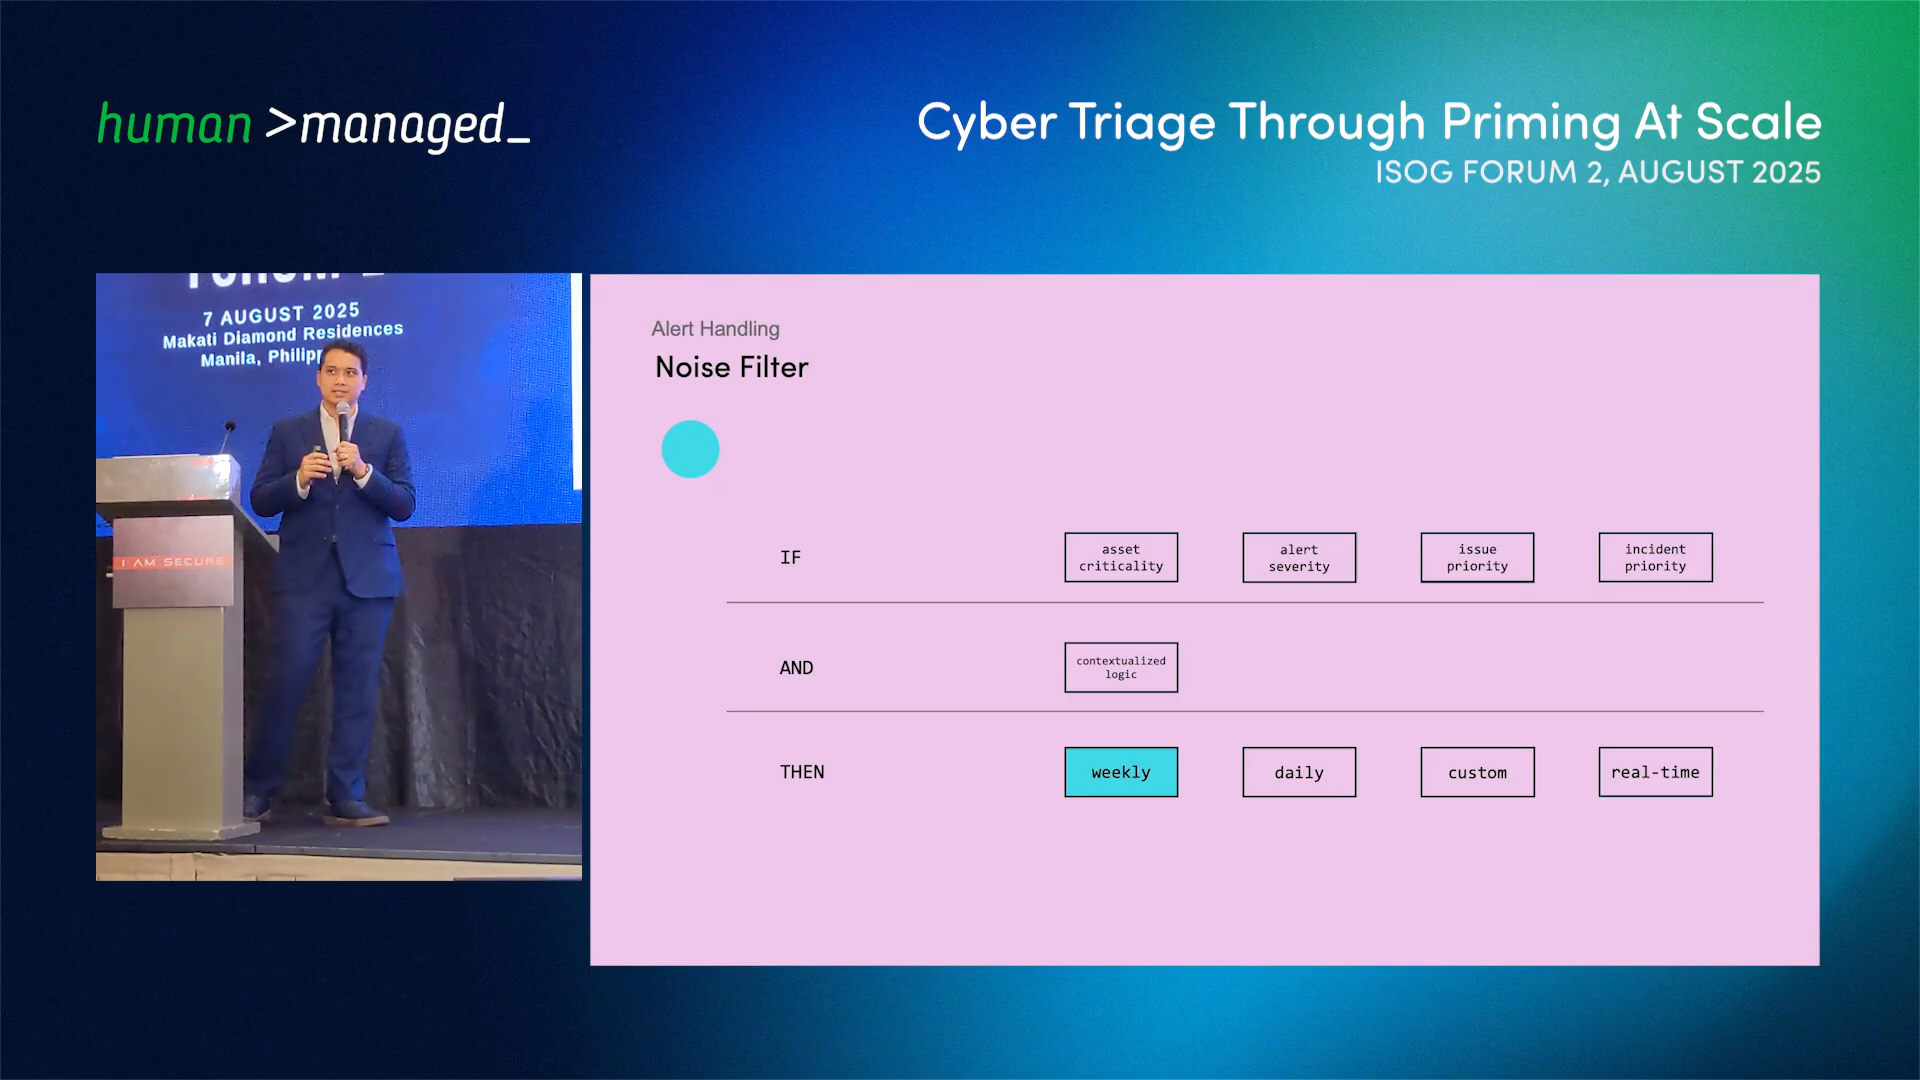 human >managed_
Cyber Triage Through Priming At Scale
ISOG FORUM 2, AUGUST 2025
7 AUGUST 2025
Makati Diamond Residences
Manila,
I AM SECURE
Alert Handling
Noise Filter
IF
asset
criticality
alert
severity
issue
priority
incident
priority
AND
contextualized
logic
THEN
weekly
daily
custom
real-time